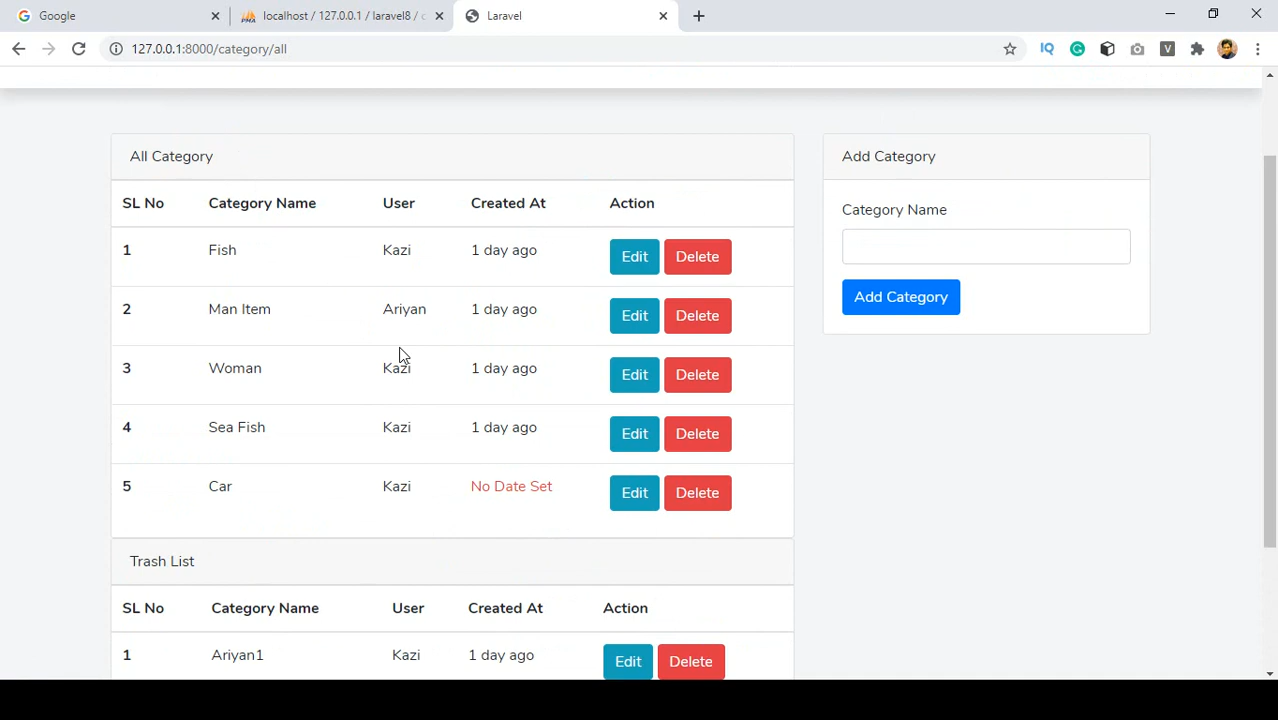 Google
localhost / 127.0.0.1 / laravel8 / c
Laravel
127.0.0.1:8000/category/all
IQ
V
All Category
SL No Category Name User Created At Action
1 Fish Kazi 1 day ago Edit Delete
2 Man Item Ariyan 1 day ago Edit Delete
3 Woman Kazi 1 day ago Edit Delete
4 Sea Fish Kazi 1 day ago Edit Delete
5 Car Kazi No Date Set Edit Delete
Trash List
SL No Category Name User Created At Action
1 Ariyan1 Kazi 1 day ago Edit Delete
Add Category
Category Name
Add Category